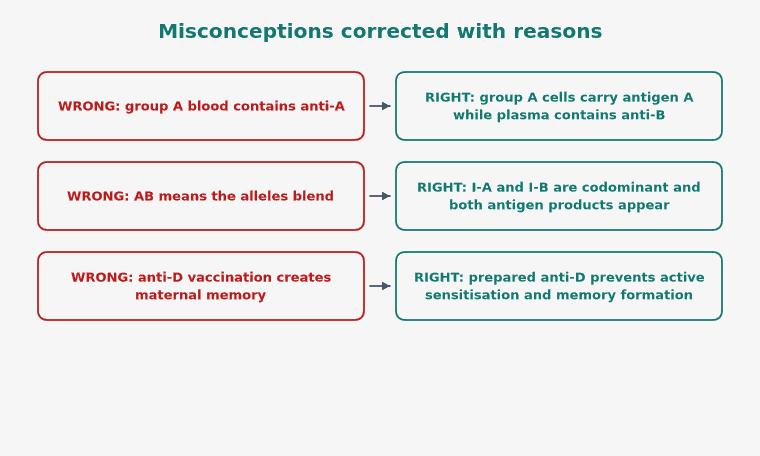 Misconceptions corrected with reasons
WRONG: group A blood contains anti-A
RIGHT: group A cells carry antigen A
while plasma contains anti-B
WRONG: AB means the alleles blend
RIGHT: I-A and I-B are codominant and
both antigen products appear
WRONG: anti-D vaccination creates
maternal memory
RIGHT: prepared anti-D prevents active
sensitisation and memory formation